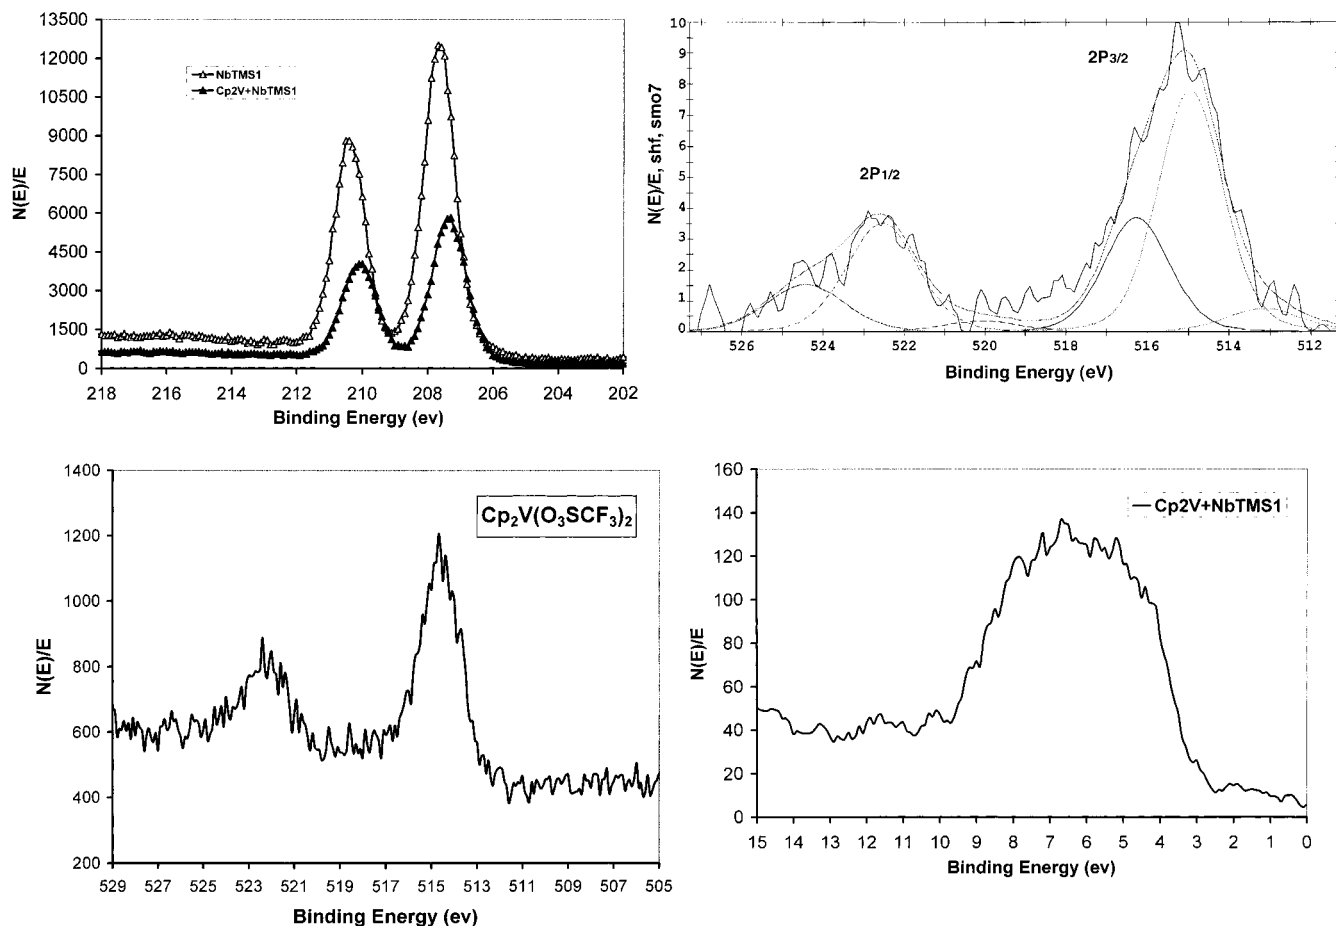 13500
12000
10500
9000
7500
6000
4500
3000
1500
0
N(E)/E
NbTMS1
Cp2V+NbTMS1
218 216 214 212 210 208 206 204 202
Binding Energy (ev)
10
9
8
7
6
5
4
3
2
1
0
N(E)/E, shf, smo7
2P3/2
2P1/2
526 524 522 520 518 516 514 512
Binding Energy (eV)
1400
1200
1000
800
600
400
200
N(E)/E
Cp₂V(O₃SCF₃)₂
529 527 525 523 521 519 517 515 513 511 509 507 505
Binding Energy (ev)
160
140
120
100
80
60
40
20
0
N(E)/E
Cp2V+NbTMS1
15 14 13 12 11 10 9 8 7 6 5 4 3 2 1 0
Binding Energy (ev)